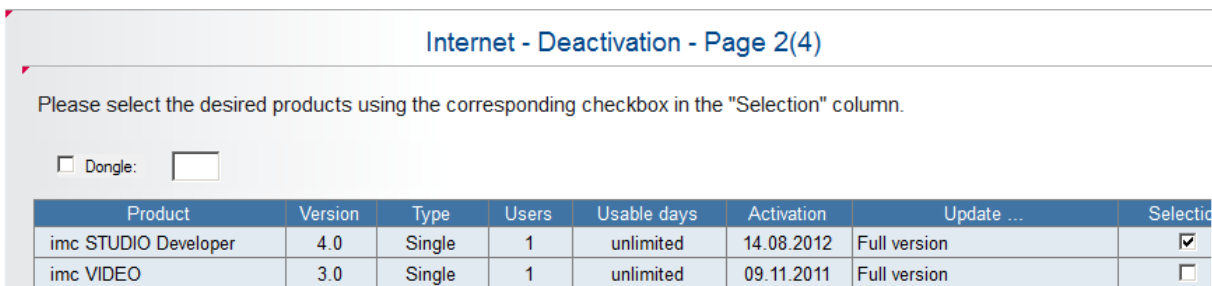 Internet - Deactivation - Page 2(4)
Please select the desired products using the corresponding checkbox in the "Selection" column.
Dongle:
Product Version Type Users Usable days Activation Update ... Selectio
imc STUDIO Developer 4.0 Single 1 unlimited 14.08.2012 Full version
imc VIDEO 3.0 Single 1 unlimited 09.11.2011 Full version